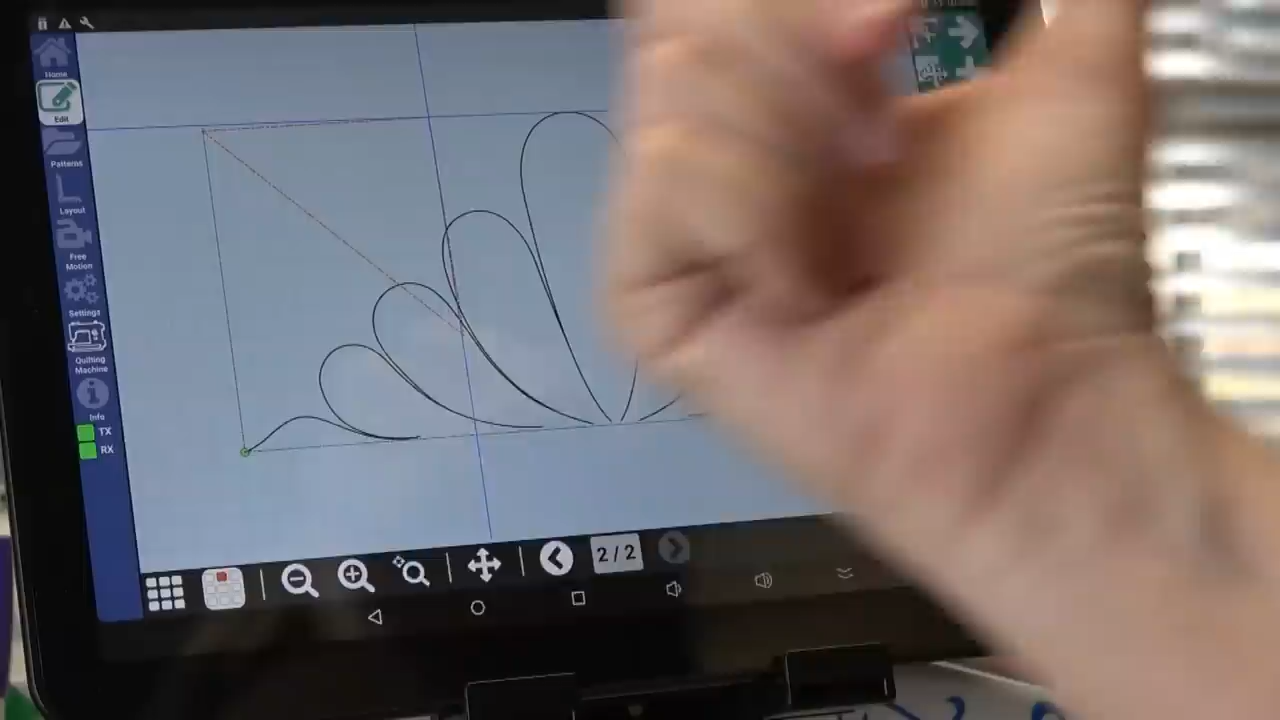 Home
Edit
Patterns
Layout
Free
Motion
Settings
Quilting
Machine
Info
TX
RX
2 / 2